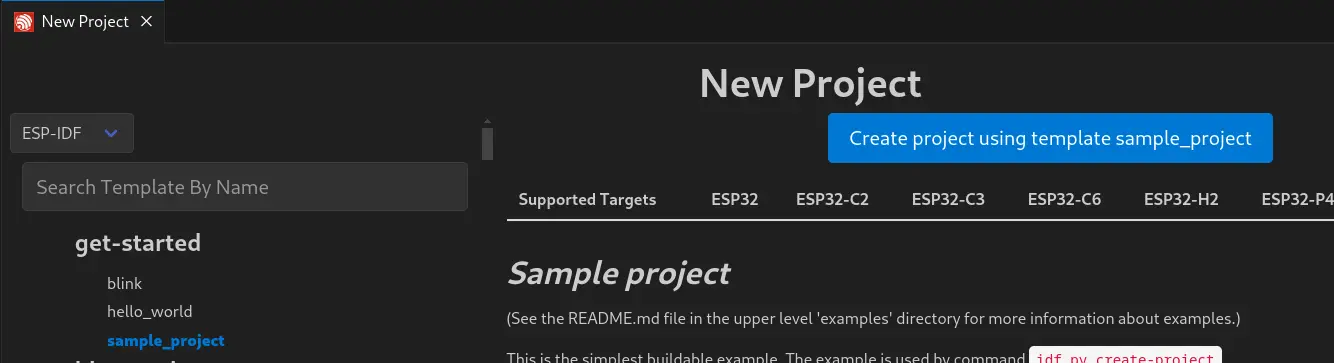 New Project
New Project
ESP-IDF
Create project using template sample_project
Search Template By Name
Supported Targets ESP32 ESP32-C2 ESP32-C3 ESP32-C6 ESP32-H2 ESP32-P4
get-started
Sample project
blink
hello_world
(See the README.md file in the upper level 'examples' directory for more information about examples.)
sample_project
This is the simplest buildable example. The example is used by command idf.py create-project